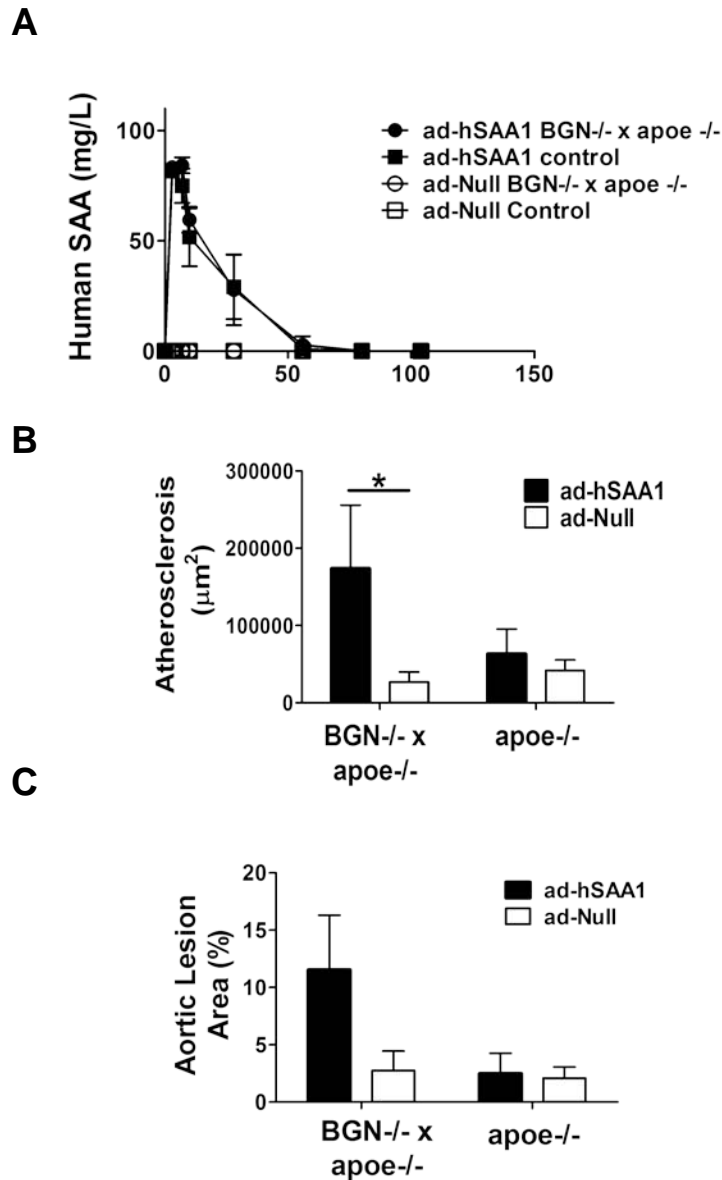 A
Human SAA (mg/L)
100
50
0
0
50
100
150
ad-hSAA1 BGN-/- x apoe -/-
ad-hSAA1 control
ad-Null BGN-/- x apoe -/-
ad-Null Control
B
Atherosclerosis
(μm²)
300000
200000
100000
0
*
ad-hSAA1
ad-Null
BGN-/- x
apoe-/-
apoe-/-
C
Aortic Lesion
Area (%)
20
15
10
5
0
ad-hSAA1
ad-Null
BGN-/- x
apoe-/-
apoe-/-